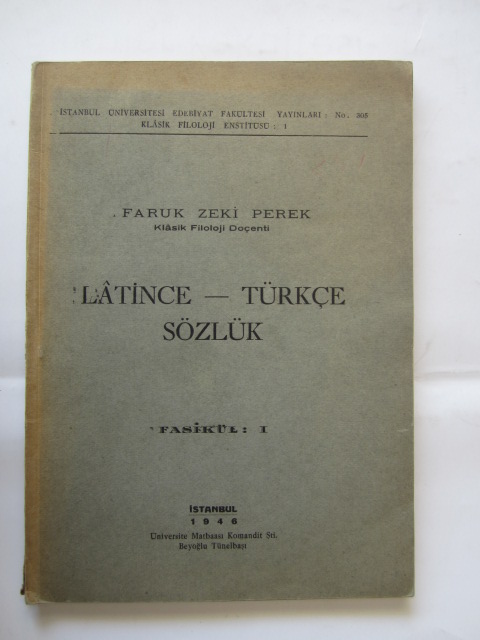 İSTANBUL ÜNİVERSİTESİ EDEBİYAT FAKÜLTESİ YAYINLARI: No. 305
KLÂSİK FİLOLOJİ ENSTİTÜSÜ: 1
FARUK ZEKİ PEREK
Klâsik Filoloji Doçenti
LÂTİNCE — TÜRKÇE
SÖZLÜK
FASİKÜL: I
İSTANBUL
1946
Üniversite Matbaası Komandit Şti.
Beyoğlu Tünelbaşı